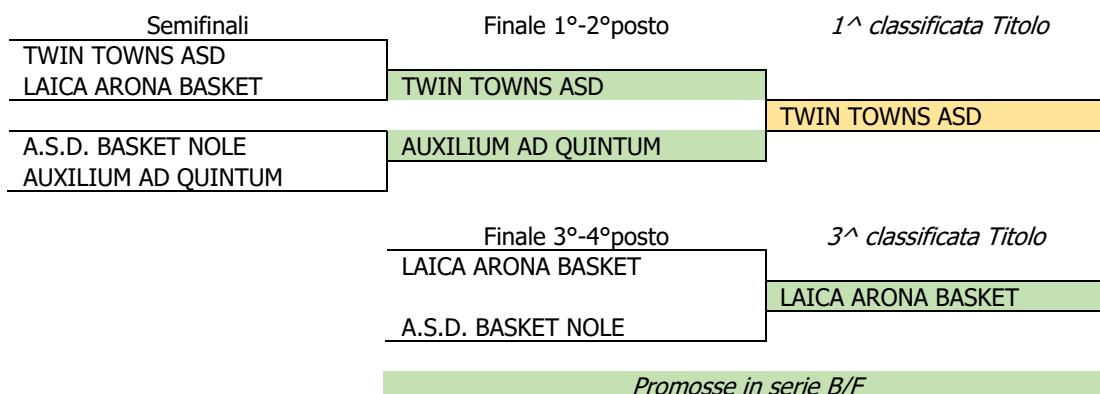 Semifinali Finale 1°-2°posto 1^ classificata Titolo
TWIN TOWNS ASD
LAICA ARONA BASKET TWIN TOWNS ASD
TWIN TOWNS ASD
A.S.D. BASKET NOLE AUXILIUM AD QUINTUM
AUXILIUM AD QUINTUM
Finale 3°-4°posto 3^ classificata Titolo
LAICA ARONA BASKET
LAICA ARONA BASKET
A.S.D. BASKET NOLE
Promosse in serie B/F